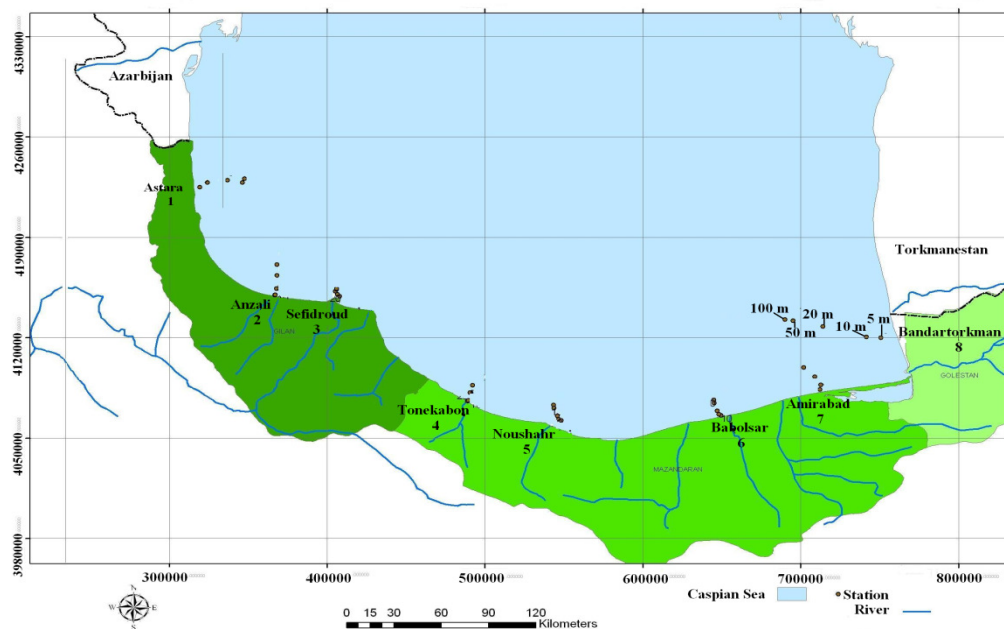 4330000
4260000
4190000
4120000
4050000
3980000
Azarbijan
Astara
1
Torkmanestan
Anzali
2
Sefidroud
3
GILAN
100 m
20 m
5 m
50 m
10 m
Bandartorkman
8
GOLESTAN
Tonekabon
4
Noushahr
5
Babolsar
6
Amirabad
7
MAZANDARAN
300000
400000
500000
600000
700000
800000
N
W
E
S
0 15 30 60 90 120
Kilometers
Caspian Sea
Station
River